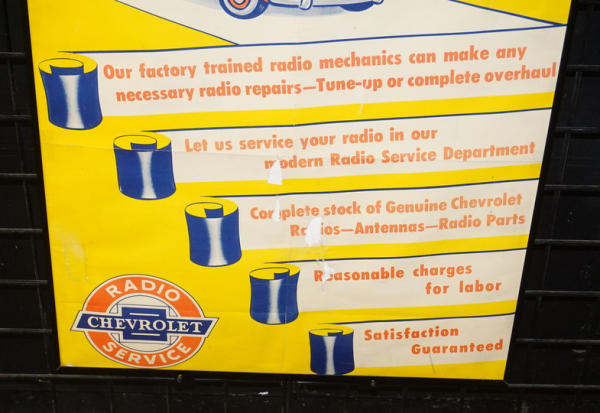 Our factory trained radio mechanics can make any
necessary radio repairs—Tune-up or complete overhaul
Let us service your radio in our
modern Radio Service Department
Complete stock of Genuine Chevrolet
Radios—Antennas—Radio Parts
Reasonable charges
for labor
Satisfaction
Guaranteed
RADIO
CHEVROLET
SERVICE